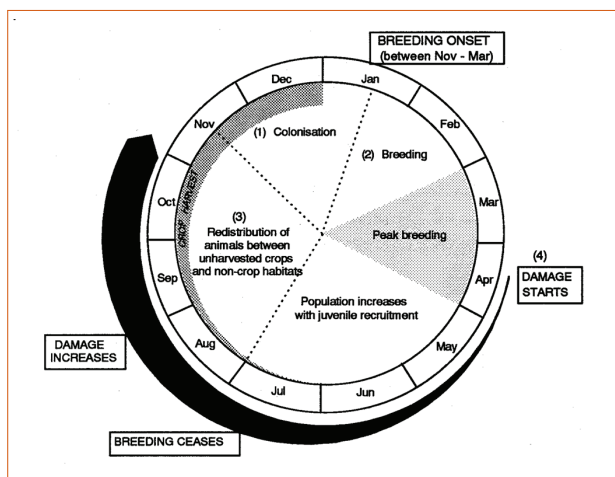 BREEDING ONSET
(between Nov - Mar)
Dec
Jan
Nov
Feb
(1) Colonisation
(2) Breeding
Oct
CROP HARVEST
Mar
(3)
Redistribution of
animals between
unharvested crops
and non-crop habitats
Peak breeding
(4)
DAMAGE
STARTS
Sep
Apr
Population increases
with juvenile recruitment
Aug
May
DAMAGE
INCREASES
Jul
Jun
BREEDING CEASES